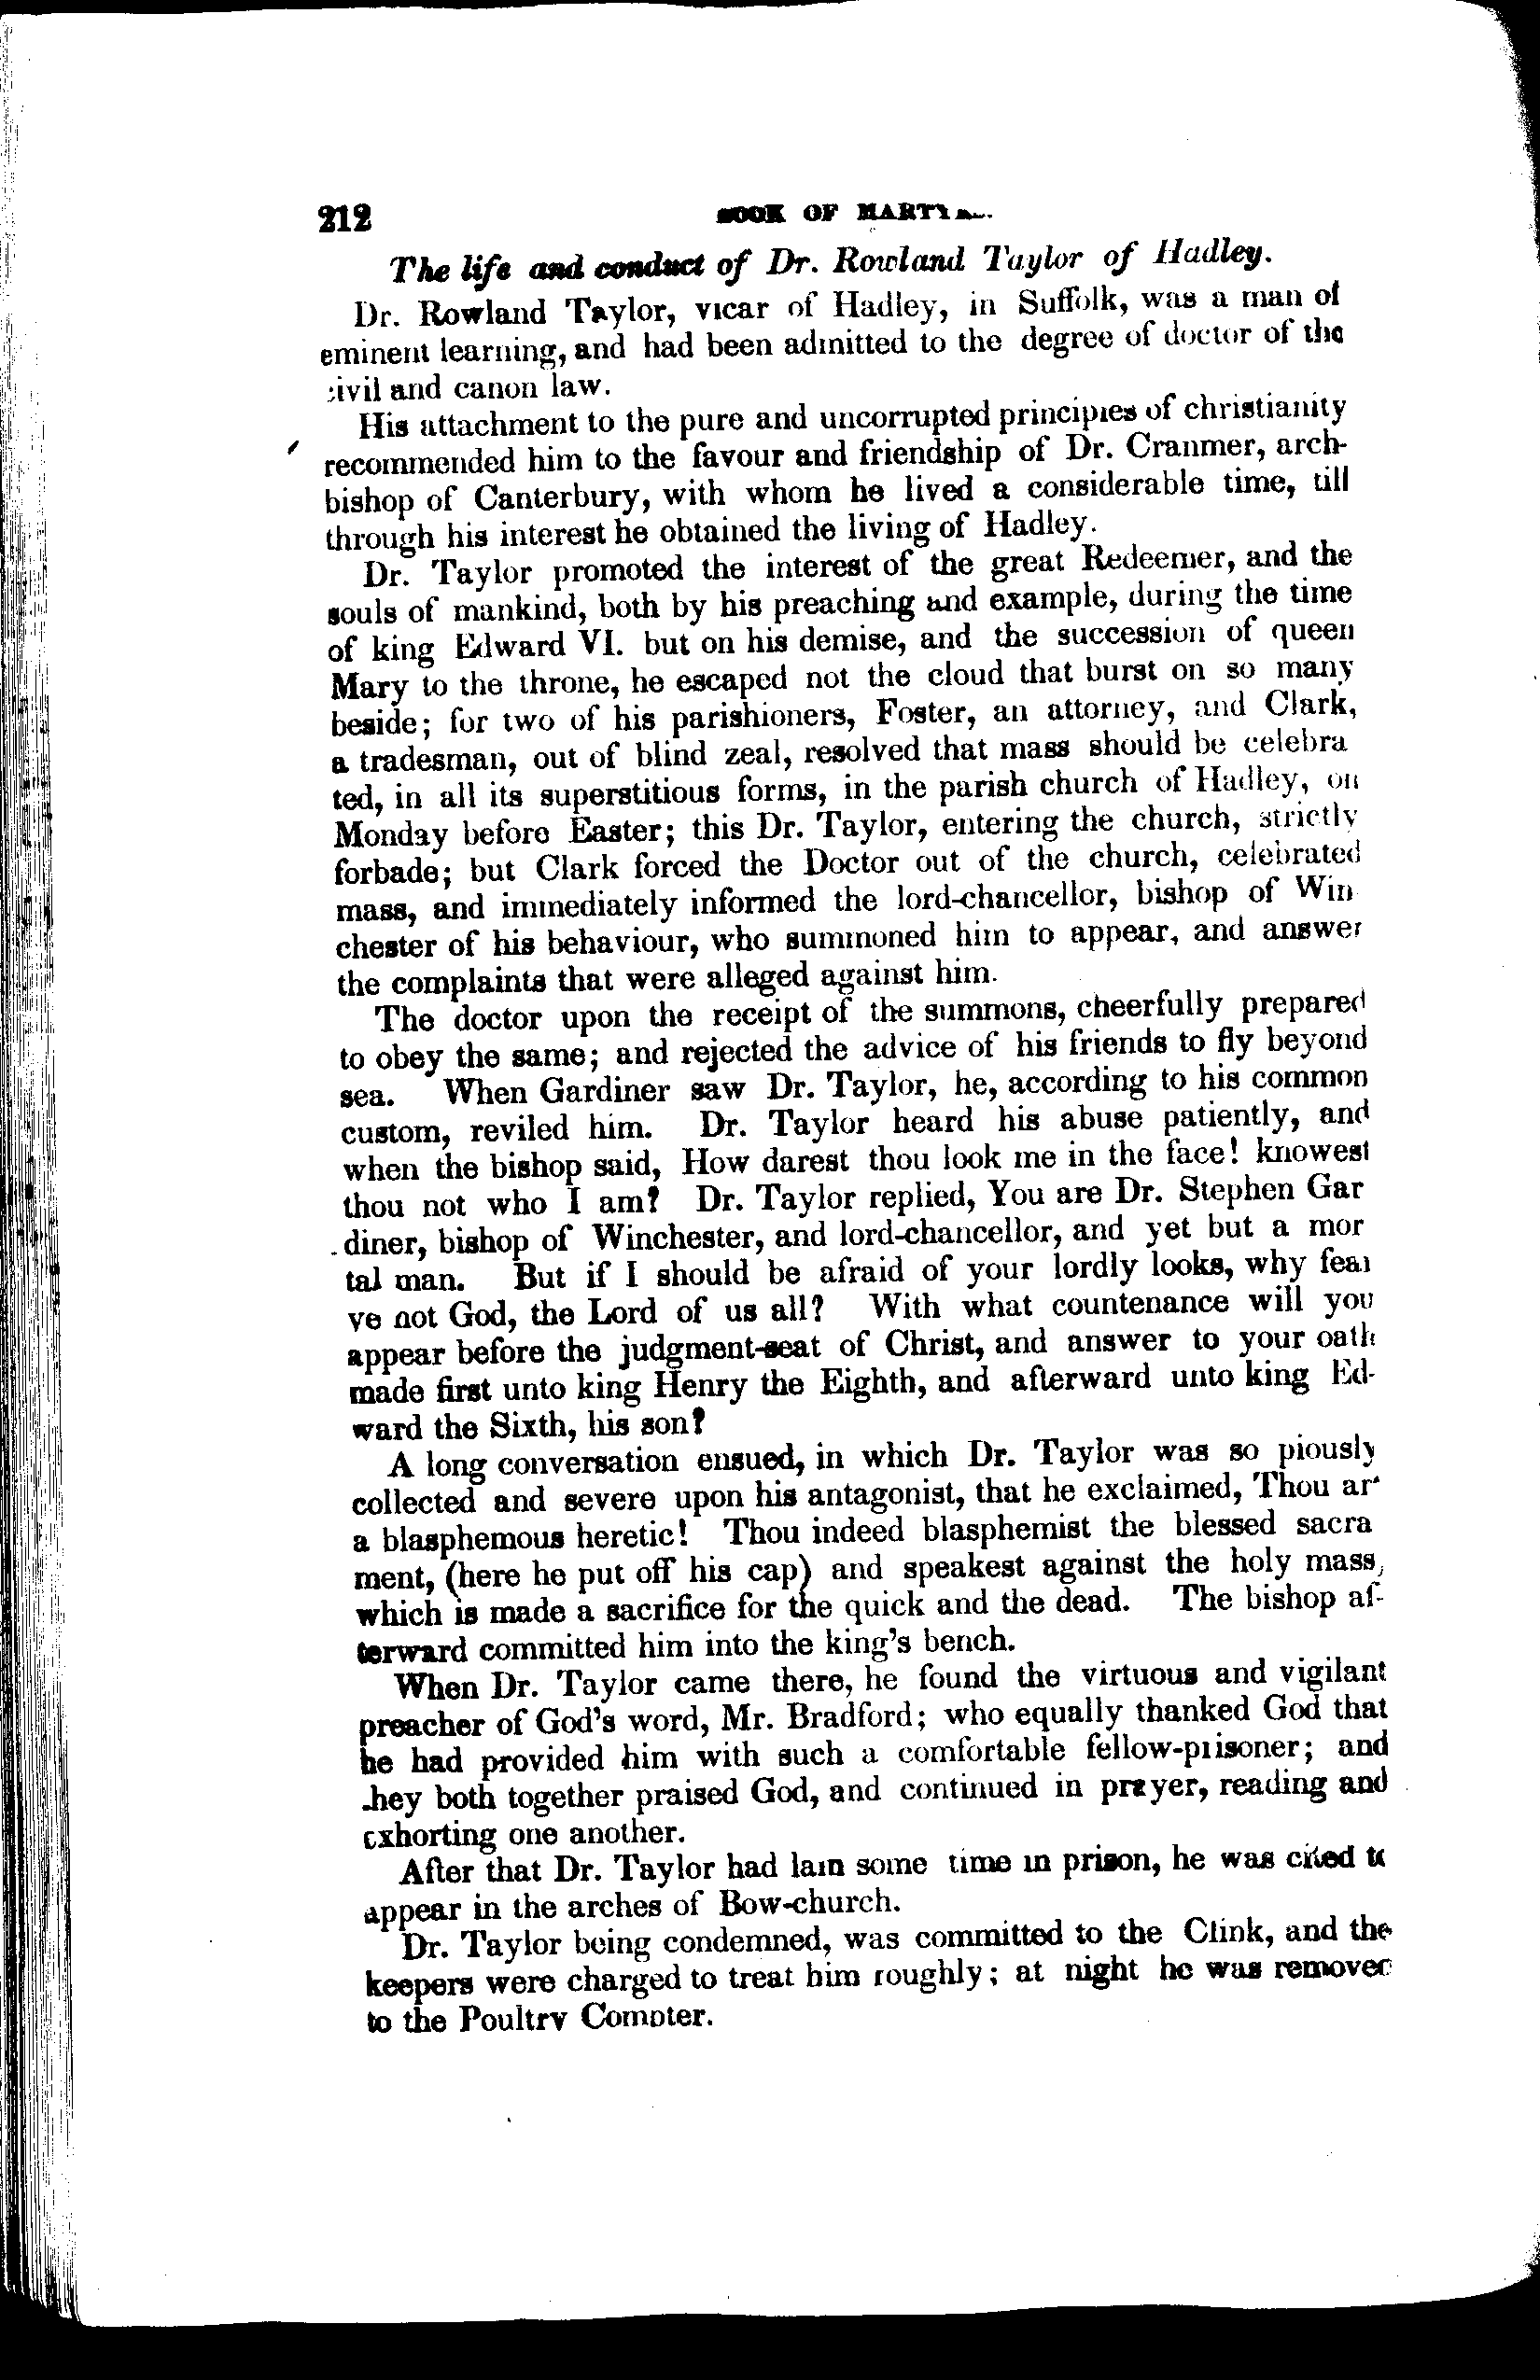 212 BOOK OF
The life and conduct of Dr. Rowland Taylor of Hadley.
Dr. Rowland Taylor, vicar of Hadley, in Suffolk, was a man of
eminent learning, and had been admitted to the degree of doctor of the
civil and canon law.
His attachment to the pure and uncorrupted principles of christianity
recommended him to the favour and friendship of Dr. Cranmer, arch-
bishop of Canterbury, with whom he lived a considerable time, till
through his interest he obtained the living of Hadley.
Dr. Taylor promoted the interest of the great Redeemer, and the
souls of mankind, both by his preaching and example, during the time
of king Edward VI. but on his demise, and the succession of queen
Mary to the throne, he escaped not the cloud that burst on so many
beside; for two of his parishioners, Foster, an attorney, and Clark,
a tradesman, out of blind zeal, resolved that mass should be celebra
ted, in all its superstitious forms, in the parish church of Hadley, on
Monday before Easter; this Dr. Taylor, entering the church, strictly
forbade; but Clark forced the Doctor out of the church, celebrated
mass, and immediately informed the lord-chancellor, bishop of Win
chester of his behaviour, who summoned him to appear, and answer
the complaints that were alleged against him.
The doctor upon the receipt of the summons, cheerfully prepared
to obey the same; and rejected the advice of his friends to fly beyond
sea. When Gardiner saw Dr. Taylor, he, according to his common
custom, reviled him. Dr. Taylor heard his abuse patiently, and
when the bishop said, How darest thou look me in the face! knowest
thou not who I am? Dr. Taylor replied, You are Dr. Stephen Gar
diner, bishop of Winchester, and lord-chancellor, and yet but a mor
tal man. But if I should be afraid of your lordly looks, why fear
ye not God, the Lord of us all? With what countenance will you
appear before the judgment-seat of Christ, and answer to your oath
made first unto king Henry the Eighth, and afterward unto king Ed-
ward the Sixth, his son?
A long conversation ensued, in which Dr. Taylor was so piously
collected and severe upon his antagonist, that he exclaimed, Thou art
a blasphemous heretic! Thou indeed blasphemist the blessed sacra
ment, (here he put off his cap) and speakest against the holy mass,
which is made a sacrifice for the quick and the dead. The bishop af-
terward committed him into the king's bench.
When Dr. Taylor came there, he found the virtuous and vigilant
preacher of God's word, Mr. Bradford; who equally thanked God that
he had provided him with such a comfortable fellow-prisoner; and
they both together praised God, and continued in prayer, reading and
exhorting one another.
After that Dr. Taylor had lain some time in prison, he was cited to
appear in the arches of Bow-church.
Dr. Taylor being condemned, was committed to the Clink, and the
keepers were charged to treat him roughly; at night he was removed
to the Poultry Compter.